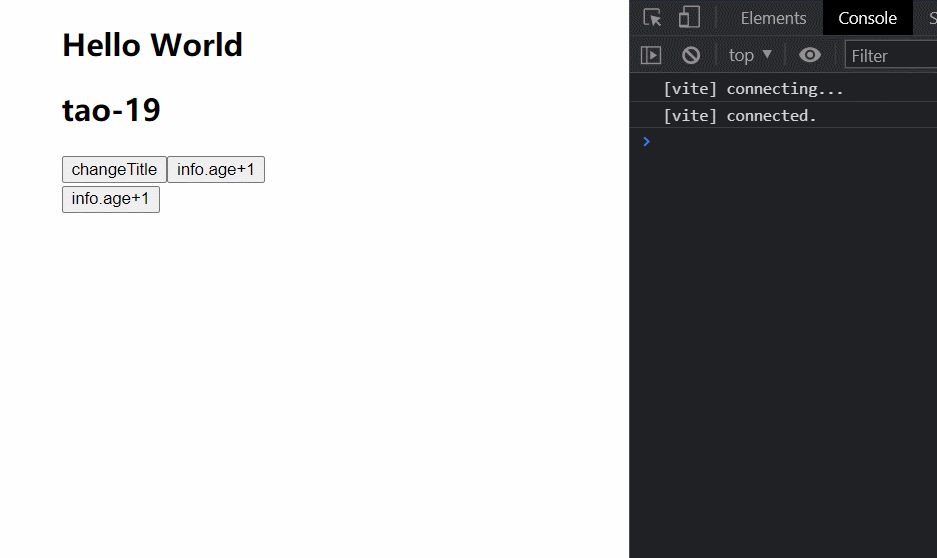 Hello World
tao-19
changeTitle info.age+1
info.age+1
Elements Console
top ▼ Filter
[vite] connecting...
[vite] connected.